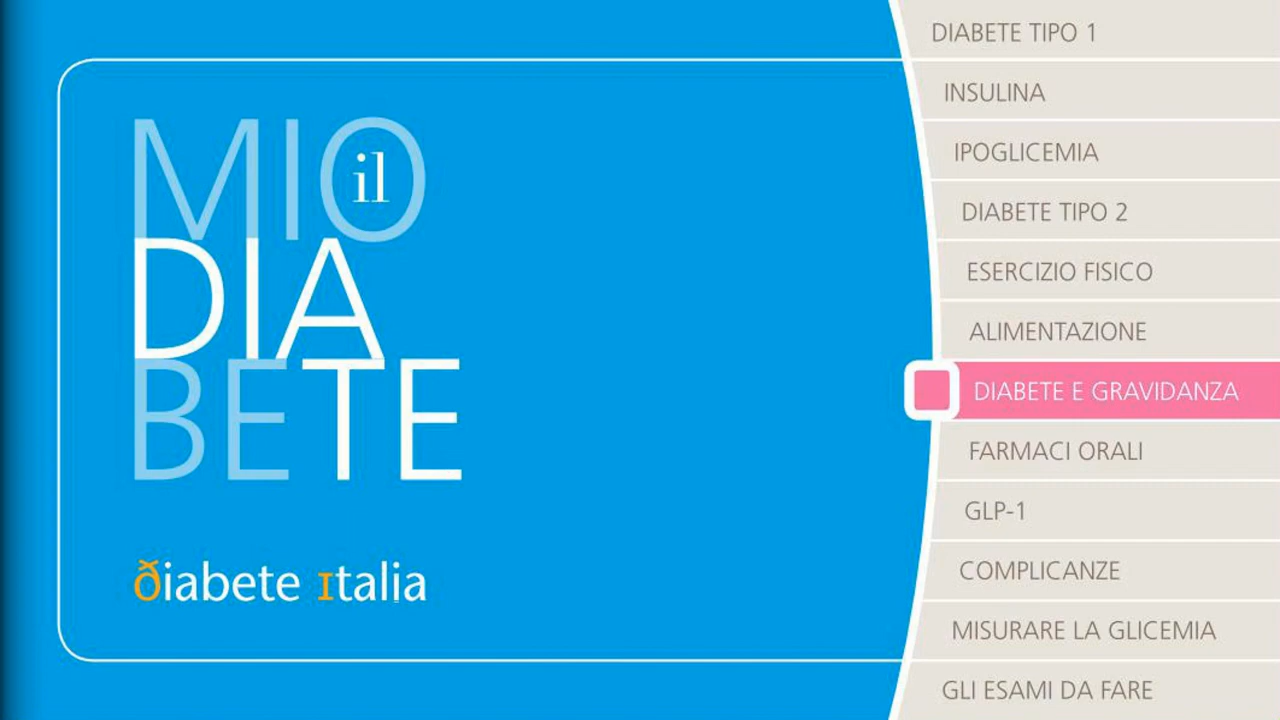 il
MIO
DIA
BETE
ðiabete ɪtalia
DIABETE TIPO 1
INSULINA
IPOGLICEMIA
DIABETE TIPO 2
ESERCIZIO FISICO
ALIMENTAZIONE
DIABETE E GRAVIDANZA
FARMACI ORALI
GLP-1
COMPLICANZE
MISURARE LA GLICEMIA
GLI ESAMI DA FARE